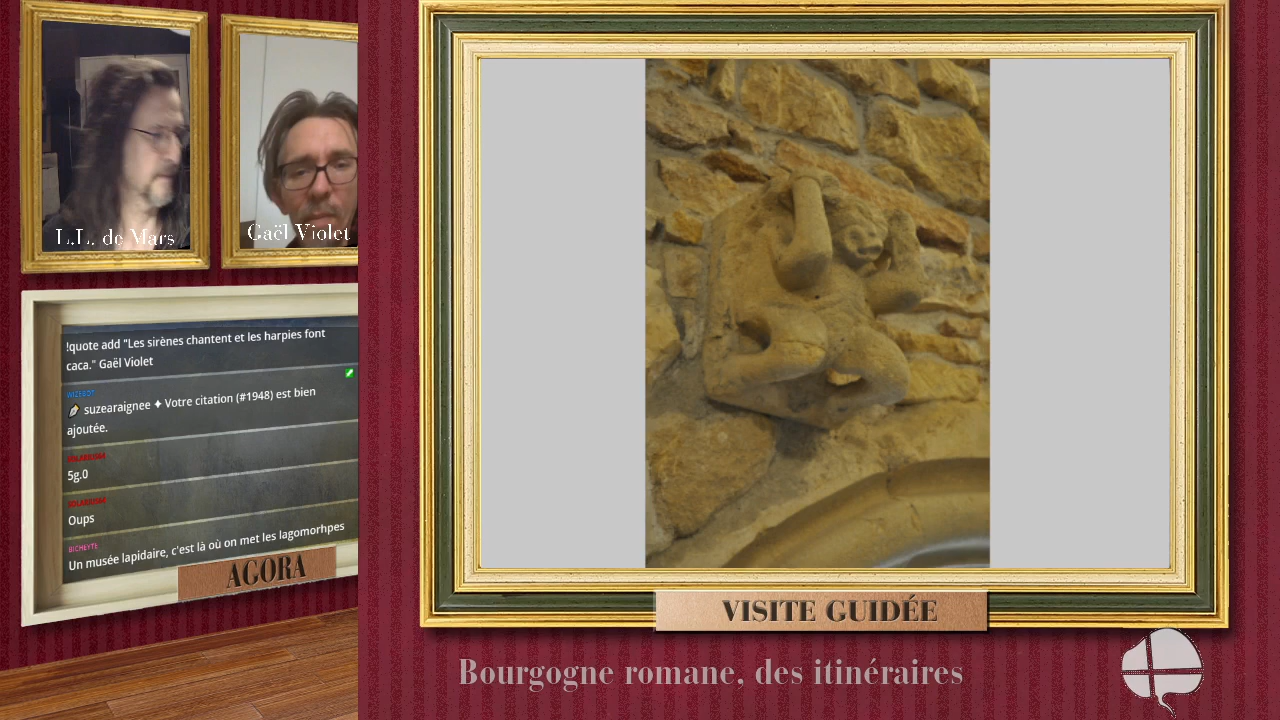 L.L. de Mars
Gaël Violet
!quote add "Les sirènes chantent et les harpies font
caca." Gaël Violet
WIZEBOT
suzearaignee ✦ Votre citation (#1948) est bien
ajoutée.
5g.0
Oups
BICHEYTE
Un musée lapidaire, c'est là où on met les lagomorhpes
AGORA
VISITE GUIDÉE
Bourgogne romane, des itinéraires